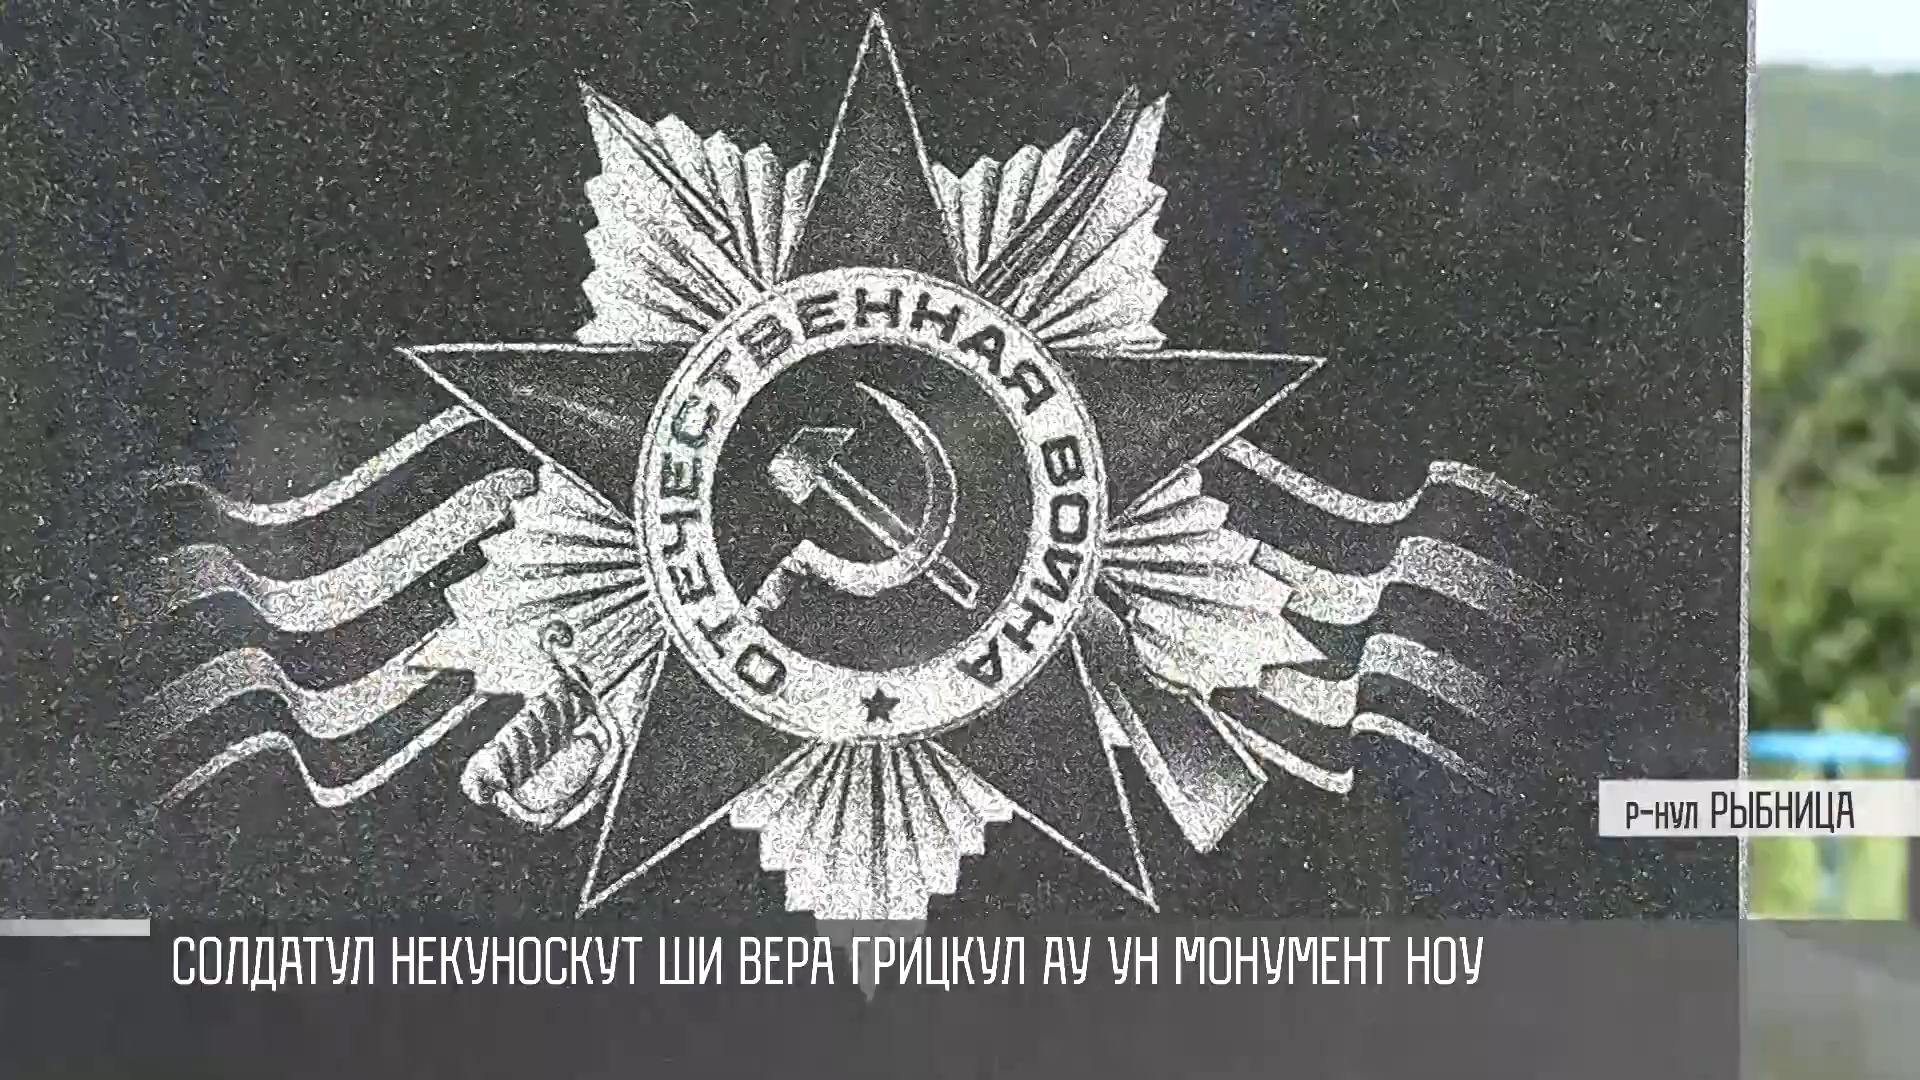 ОТЕЧЕСТВЕННАЯ ВОЙНА
р-нул РЫБНИЦА
СОЛДАТУЛ НЕКУНОСКУТ ШИ ВЕРА ГРИЦКУЛ АУ УН МОНУМЕНТ НОУ